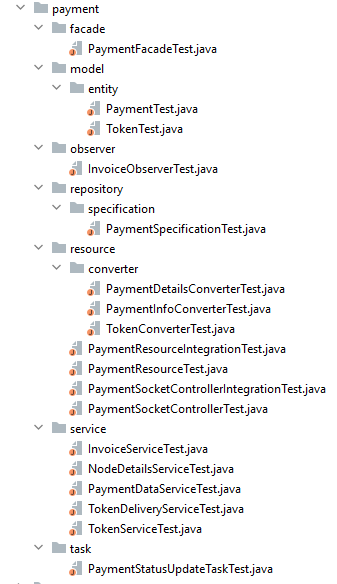 payment
facade
PaymentFacadeTest.java
model
entity
PaymentTest.java
TokenTest.java
observer
InvoiceObserverTest.java
repository
specification
PaymentSpecificationTest.java
resource
converter
PaymentDetailsConverterTest.java
PaymentInfoConverterTest.java
TokenConverterTest.java
PaymentResourceIntegrationTest.java
PaymentResourceTest.java
PaymentSocketControllerIntegrationTest.java
PaymentSocketControllerTest.java
service
InvoiceServiceTest.java
NodeDetailsServiceTest.java
PaymentDataServiceTest.java
TokenDeliveryServiceTest.java
TokenServiceTest.java
task
PaymentStatusUpdateTaskTest.java